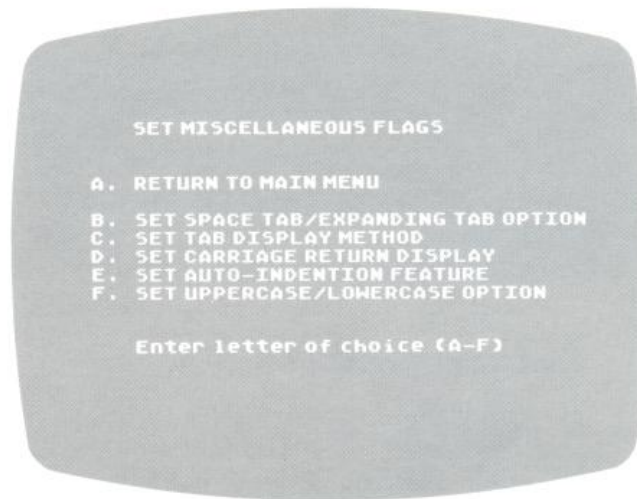 SET MISCELLANEOUS FLAGS
A. RETURN TO MAIN MENU
B. SET SPACE TAB/EXPANDING TAB OPTION
C. SET TAB DISPLAY METHOD
D. SET CARRIAGE RETURN DISPLAY
E. SET AUTO-INDENTION FEATURE
F. SET UPPERCASE/LOWERCASE OPTION
Enter letter of choice (A-F)